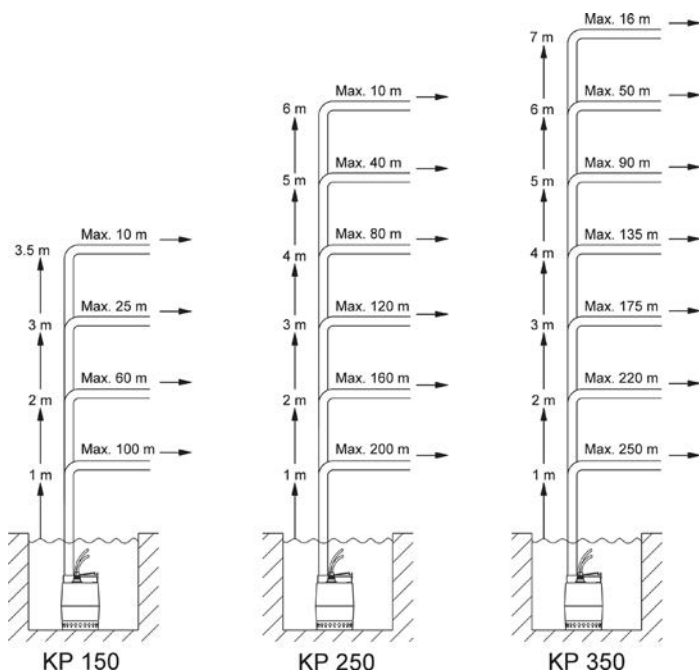 Max. 10 m
3.5 m
Max. 25 m
3 m
Max. 60 m
2 m
Max. 100 m
1 m
KP 150
Max. 10 m
6 m
Max. 40 m
5 m
Max. 80 m
4 m
Max. 120 m
3 m
Max. 160 m
2 m
Max. 200 m
1 m
KP 250
Max. 16 m
7 m
Max. 50 m
6 m
Max. 90 m
5 m
Max. 135 m
4 m
Max. 175 m
3 m
Max. 220 m
2 m
Max. 250 m
1 m
KP 350